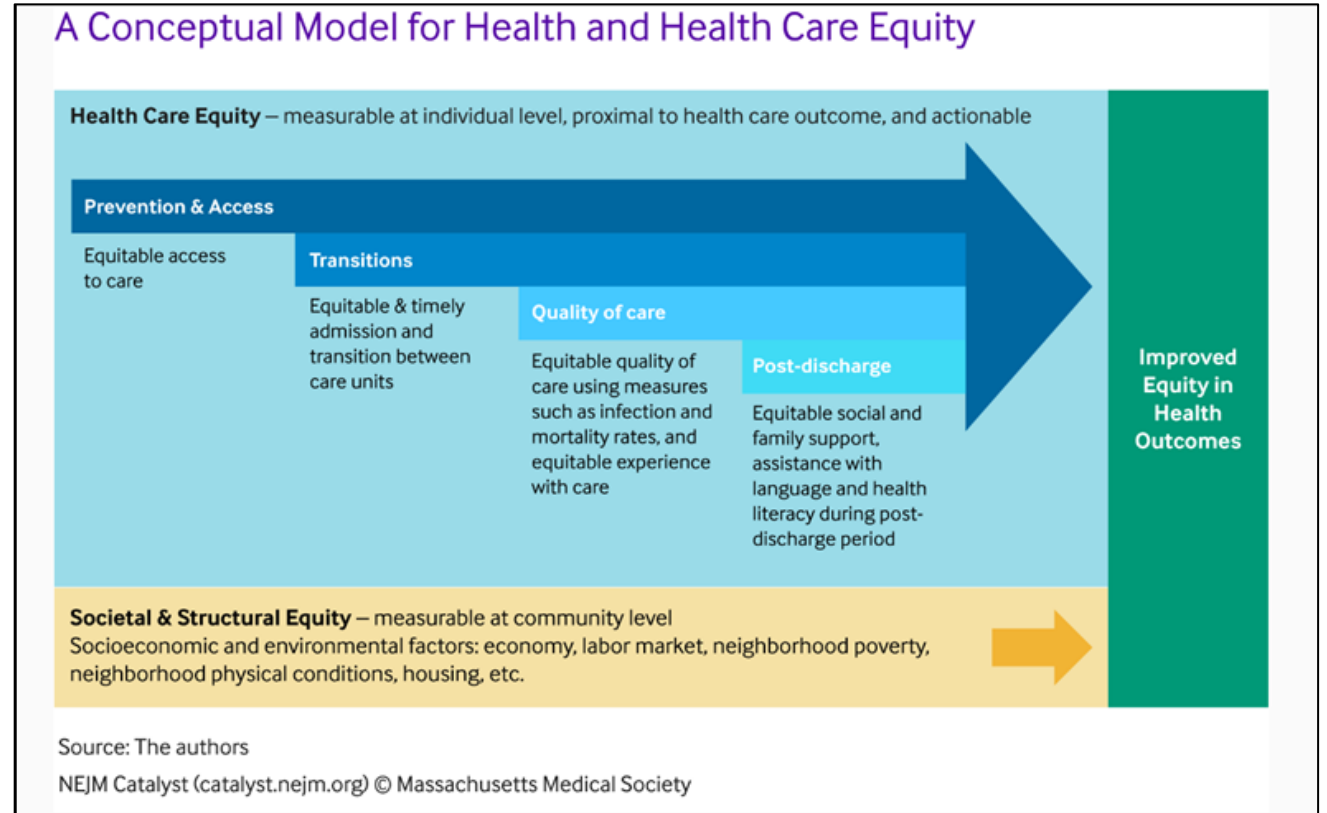 A Conceptual Model for Health and Health Care Equity
Health Care Equity – measurable at individual level, proximal to health care outcome, and actionable
Prevention & Access
Equitable access
to care
Transitions
Equitable & timely
admission and
transition between
care units
Quality of care
Equitable quality of
care using measures
such as infection and
mortality rates, and
equitable experience
with care
Post-discharge
Equitable social and
family support,
assistance with
language and health
literacy during post-
discharge period
Improved
Equity in
Health
Outcomes
Societal & Structural Equity – measurable at community level
Socioeconomic and environmental factors: economy, labor market, neighborhood poverty,
neighborhood physical conditions, housing, etc.
Source: The authors
NEJM Catalyst (catalyst.nejm.org) © Massachusetts Medical Society